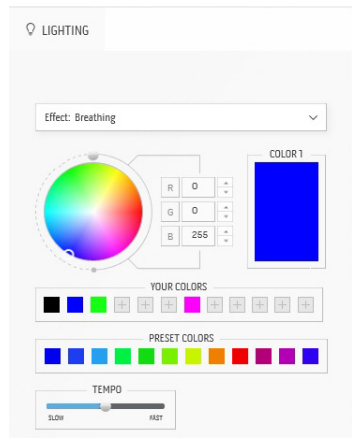 LIGHTING
Effect: Breathing
COLOR 1
R 0
G 0
B 255
YOUR COLORS
PRESET COLORS
TEMPO
SLOW FAST